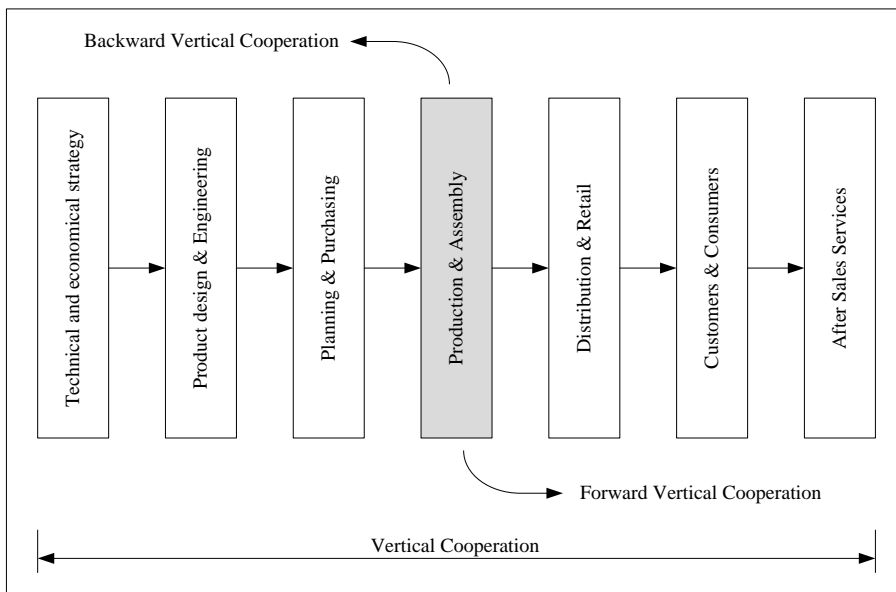 Backward Vertical Cooperation
Technical and economical strategy
Product design & Engineering
Planning & Purchasing
Production & Assembly
Distribution & Retail
Customers & Consumers
After Sales Services
Forward Vertical Cooperation
Vertical Cooperation